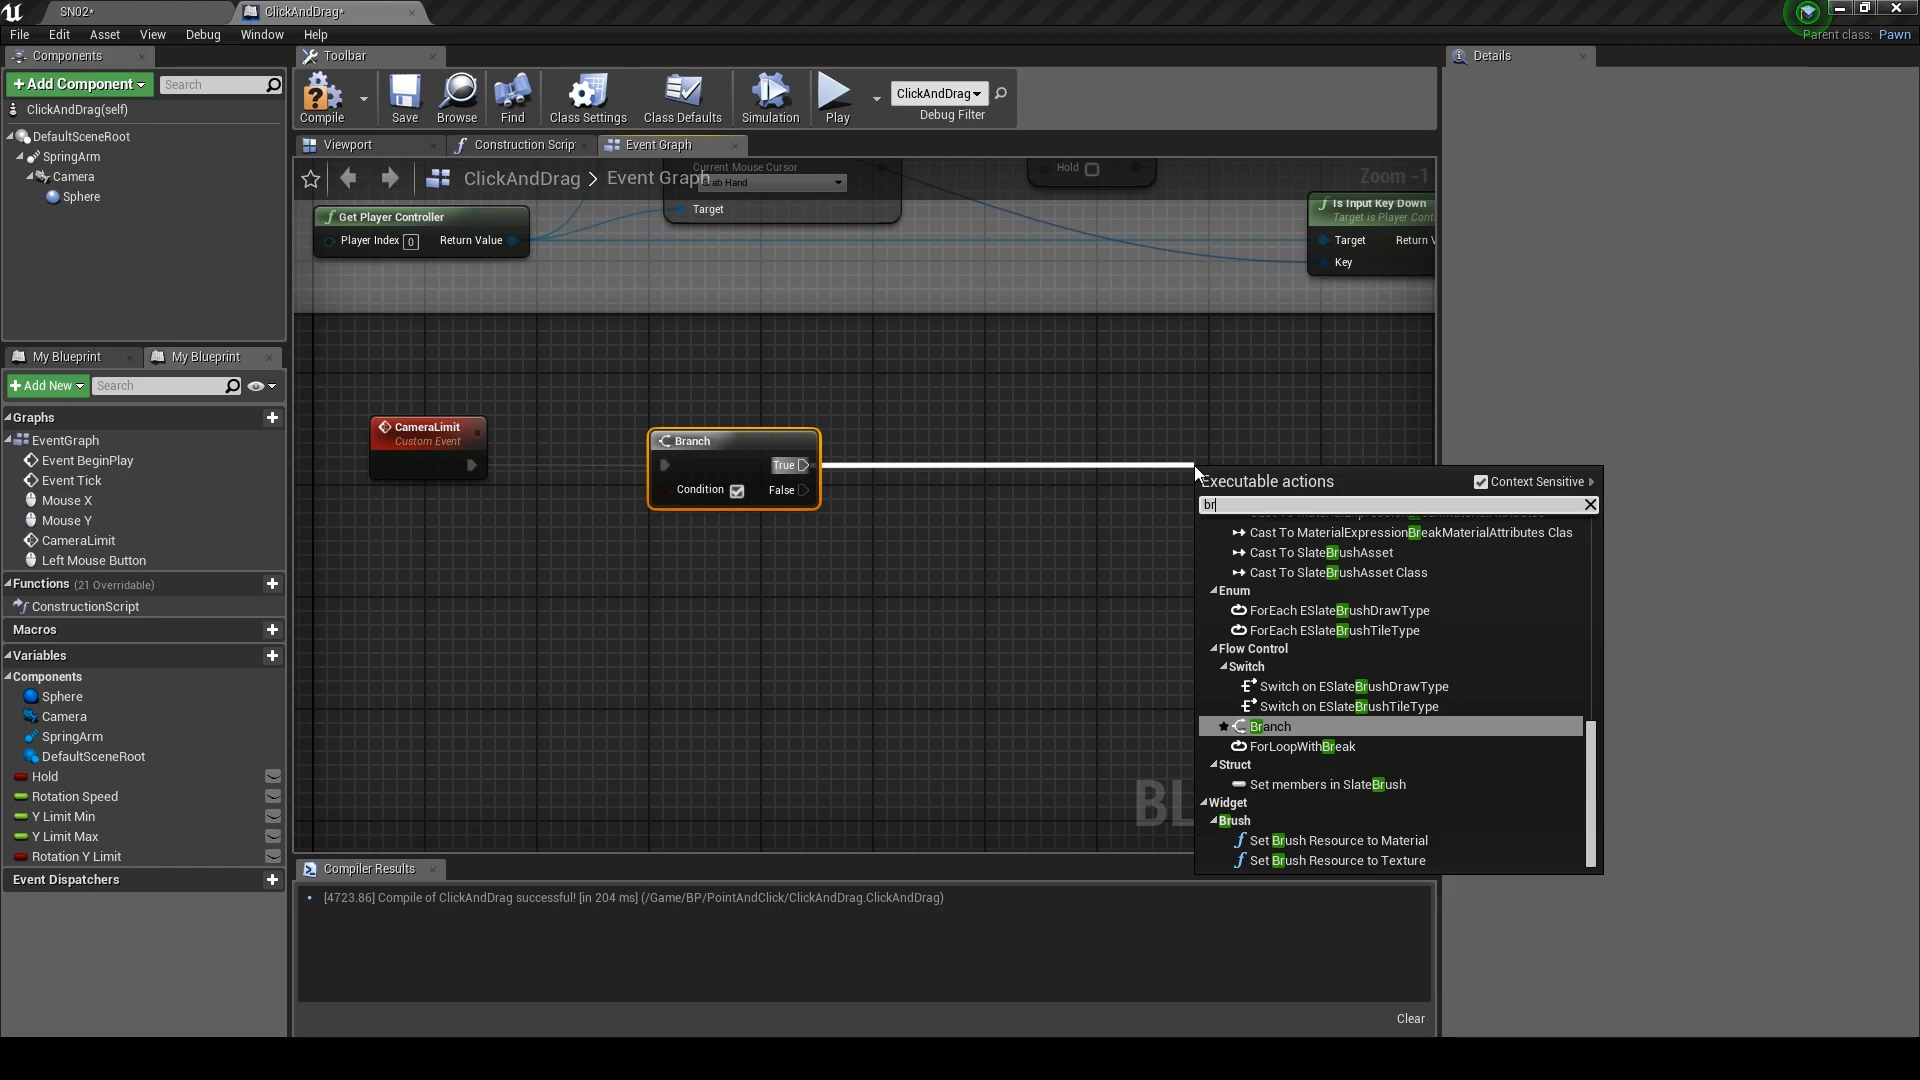 SN02*
ClickAndDrag*
File Edit Asset View Debug Window Help
Parent class: Pawn
Components
Toolbar
Details
+Add Component
Search
ClickAndDrag(self)
DefaultSceneRoot
SpringArm
Camera
Sphere
Compile
Save
Browse
Find
Class Settings
Class Defaults
Simulation
Play
ClickAndDrag
Debug Filter
Viewport
Construction Scrip
Event Graph
ClickAndDrag > Event Graph
Zoom -1
Current Mouse Cursor
Hand
Target
Hold
Get Player Controller
Player Index 0 Return Value
Is Input Key Down
Target is Player Cont
Target Return V
Key
My Blueprint
My Blueprint
+Add New
Search
Graphs
EventGraph
Event BeginPlay
Event Tick
Mouse X
Mouse Y
CameraLimit
Left Mouse Button
Functions (21 Overridable)
ConstructionScript
Macros
Variables
Components
Sphere
Camera
SpringArm
DefaultSceneRoot
Hold
Rotation Speed
Y Limit Min
Y Limit Max
Rotation Y Limit
Event Dispatchers
CameraLimit
Custom Event
Branch
True
Condition
False
BL
Executable actions
Context Sensitive
br
Cast To MaterialExpressionBreakMaterialAttributes Clas
Cast To SlateBrushAsset
Cast To SlateBrushAsset Class
Enum
ForEach ESlateBrushDrawType
ForEach ESlateBrushTileType
Flow Control
Switch
Switch on ESlateBrushDrawType
Switch on ESlateBrushTileType
Branch
ForLoopWithBreak
Struct
Set members in SlateBrush
Widget
Brush
Set Brush Resource to Material
Set Brush Resource to Texture
Compiler Results
[4723.86] Compile of ClickAndDrag successful! [in 204 ms] (/Game/BP/PointAndClick/ClickAndDrag.ClickAndDrag)
Clear